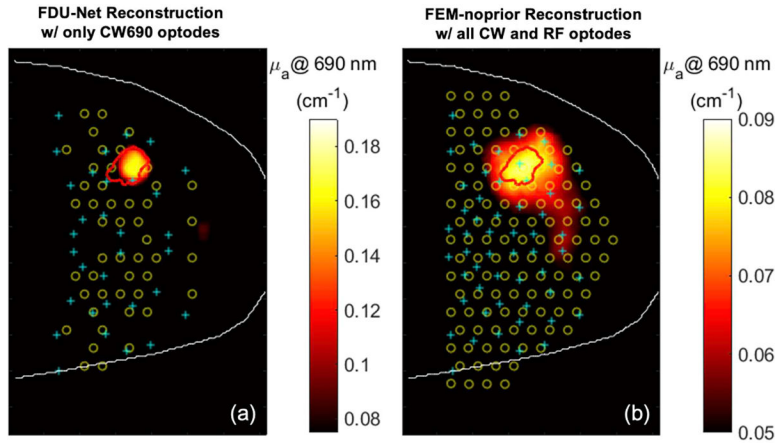 FDU-Net Reconstruction
w/ only CW690 optodes
μa@ 690 nm
(cm-1)
0.18
0.16
0.14
0.12
0.1
0.08
(a)
FEM-noprior Reconstruction
w/ all CW and RF optodes
μa@ 690 nm
(cm-1)
0.09
0.08
0.07
0.06
0.05
(b)